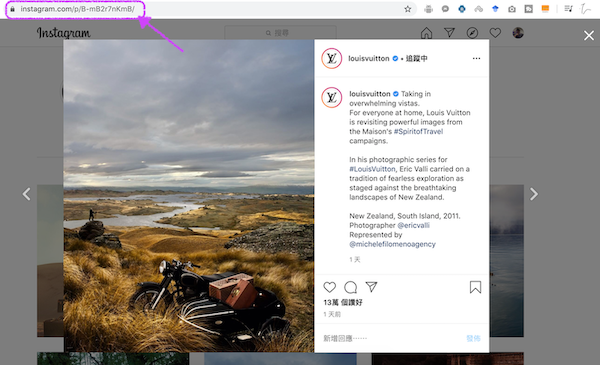 instagram.com/p/B-mB2r7nKmB/
Instagram
搜尋
louisvuitton • 追蹤中
louisvuitton Taking in
overwhelming vistas.
For everyone at home, Louis Vuitton
is revisiting powerful images from
the Maison's #SpiritofTravel
campaigns.
In his photographic series for
#LouisVuitton, Eric Valli carried on a
tradition of fearless exploration as
staged against the breathtaking
landscapes of New Zealand.
New Zealand, South Island, 2011.
Photographer @ericvalli
Represented by
@michelefilomenoagency
1 天
13萬 個讚好
1 天前
新增回應⋯⋯
發佈